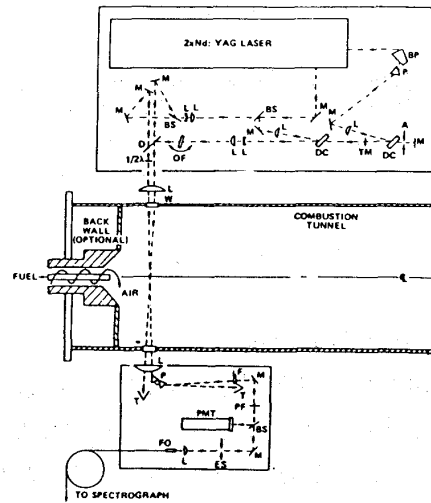 2xNd: YAG LASER
BP
P
M
M
M
BS
L L
BS
M
M
L
M
L
A
D
OF
L L
DC
TM
DC
M
1/2λ
L
W
BACK
WALL
(OPTIONAL)
COMBUSTION
TUNNEL
FUEL
AIR
℄
L
P
F
M
T
T
PF
PMT
BS
FO
L
ES
M
TO SPECTROGRAPH